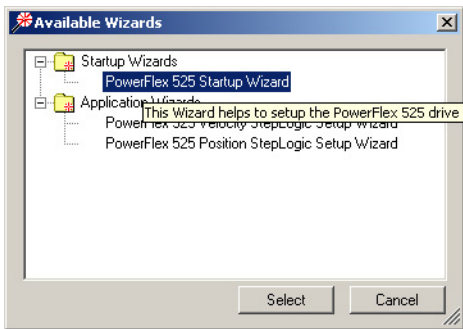 Available Wizards
Startup Wizards
PowerFlex 525 Startup Wizard
Application Wizards
This Wizard helps to setup the PowerFlex 525 drive
PowerFlex 525 Velocity StepLogic Setup Wizard
PowerFlex 525 Position StepLogic Setup Wizard
Select
Cancel